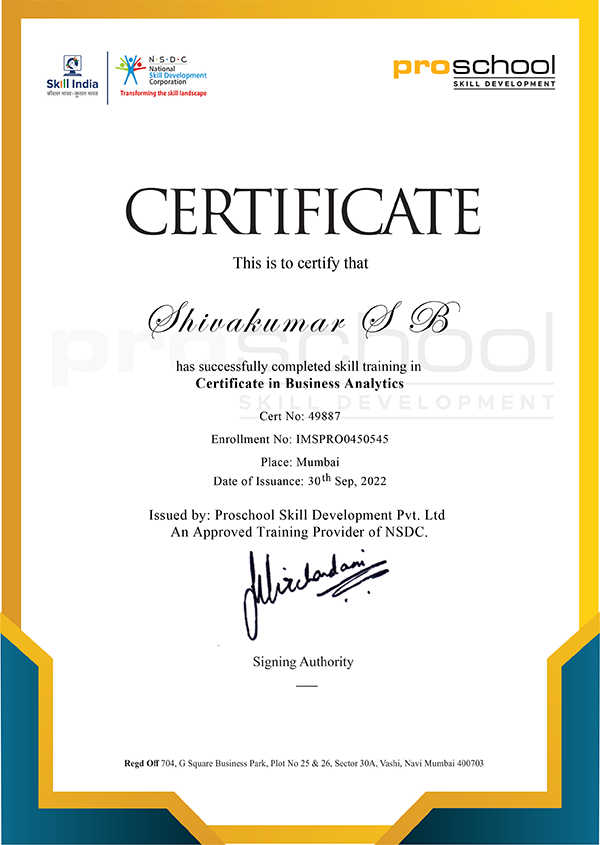 Skill India
कौशल भारत - कुशल भारत
N·S·D·C
National
Skill Development
Corporation
Transforming the skill landscape
proschool
SKILL DEVELOPMENT
CERTIFICATE
This is to certify that
Shivakumar S B
proschool
has successfully completed skill training in
Certificate in Business Analytics
SKILL DEVELOPMENT
Cert No: 49887
Enrollment No: IMSPRO0450545
Place: Mumbai
Date of Issuance: 30th Sep, 2022
Issued by: Proschool Skill Development Pvt. Ltd
An Approved Training Provider of NSDC.
Signing Authority
Regd Off 704, G Square Business Park, Plot No 25 & 26, Sector 30A, Vashi, Navi Mumbai 400703